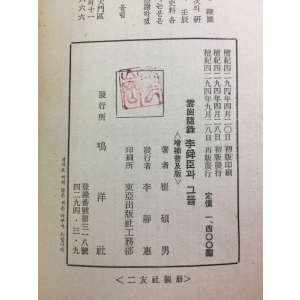 檀紀四二九四年四月二〇日 初版印刷
檀紀四二九四年四月二八日 初版發行
檀紀四二九四年九月二八日 再版發行
定價 一、四〇〇圜
雲崗隨錄 李舜臣과 그들
<增補普及版>
著者 崔碩男
發行者 李靜惠
印刷所 東亞出版社工務部
發行所 鳴洋社
登錄番號第三一八號
四二九四・三・九
<二友社製册>